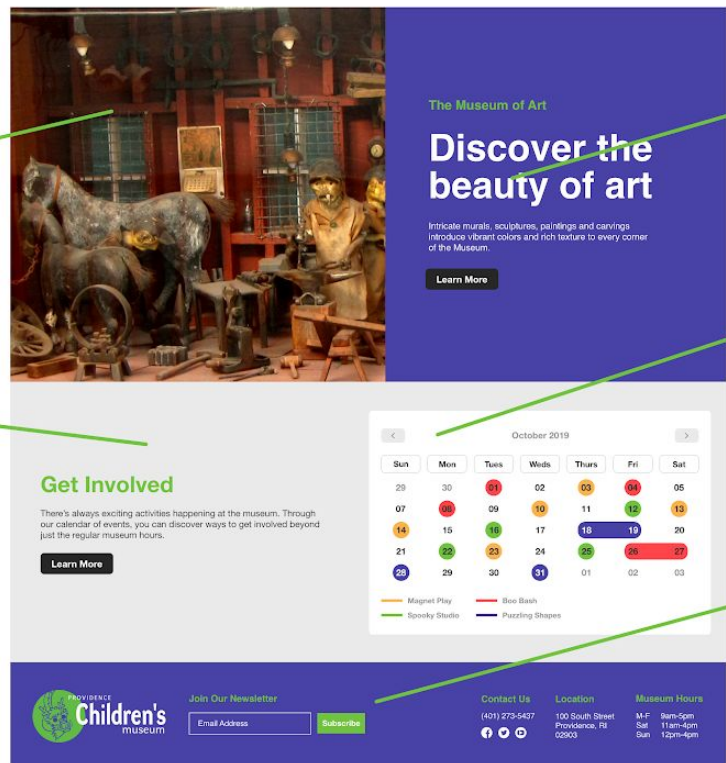 The Museum of Art
Discover the
beauty of art
Intricate murals, sculptures, paintings and carvings
introduce vibrant colors and rich texture to every corner
of the Museum.
Learn More
Get Involved
There's always exciting activities happening at the museum. Through
our calendar of events, you can discover ways to get involved beyond
just the regular museum hours.
Learn More
October 2019
Sun Mon Tues Weds Thurs Fri Sat
29 30 01 02 03 04 05
07 08 09 10 11 12 13
14 15 16 17 18 19 20
21 22 23 24 25 26 27
28 29 30 31 01 02 03
Magnet Play Boo Bash
Spooky Studio Puzzling Shapes
PROVIDENCE
Children's
museum
Join Our Newsletter
Email Address Subscribe
Contact Us
(401) 273-5437
Location
100 South Street
Providence, RI
02903
Museum Hours
M-F 9am-5pm
Sat 11am-4pm
Sun 12pm-4pm